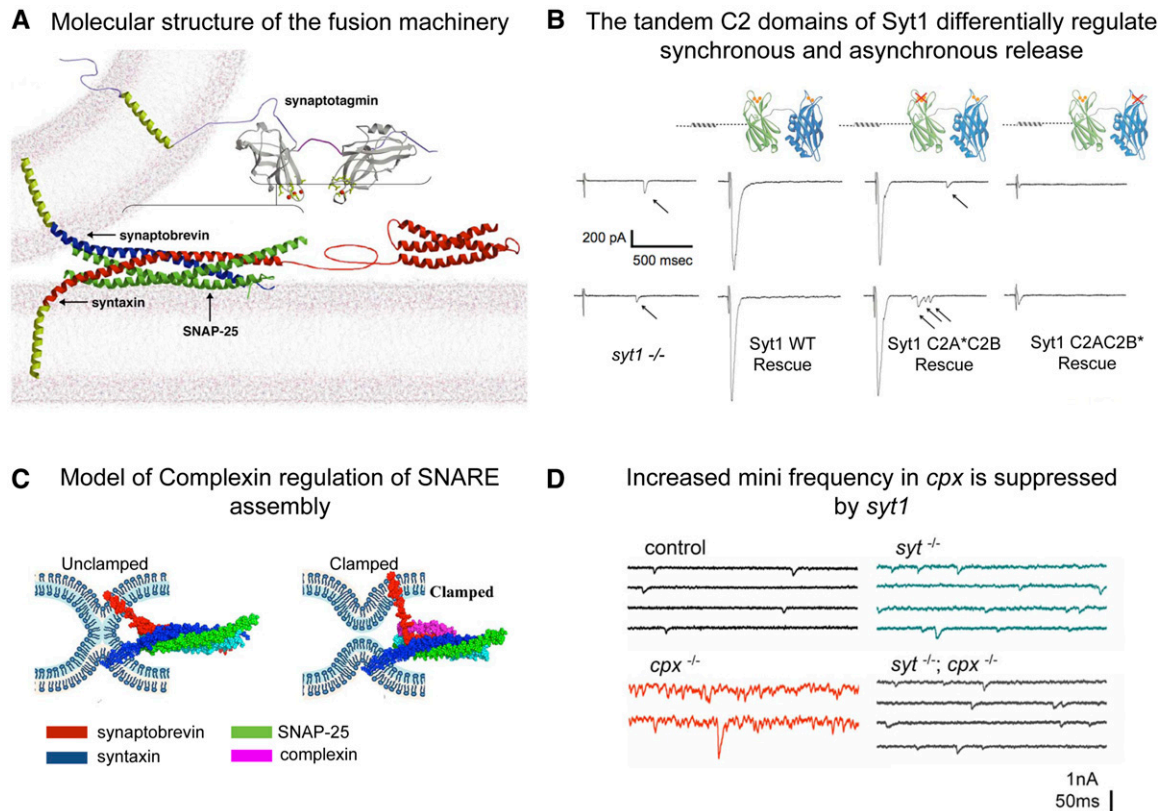 A Molecular structure of the fusion machinery
synaptotagmin
synaptobrevin
syntaxin
SNAP-25
B The tandem C2 domains of Syt1 differentially regulate
synchronous and asynchronous release
200 pA
500 msec
syt1 -/-
Syt1 WT
Rescue
Syt1 C2A*C2B
Rescue
Syt1 C2AC2B*
Rescue
C Model of Complexin regulation of SNARE
assembly
Unclamped
Clamped
Clamped
synaptobrevin
syntaxin
SNAP-25
complexin
D Increased mini frequency in cpx is suppressed
by syt1
control
syt -/-
cpx -/-
syt -/-; cpx -/-
1nA
50ms